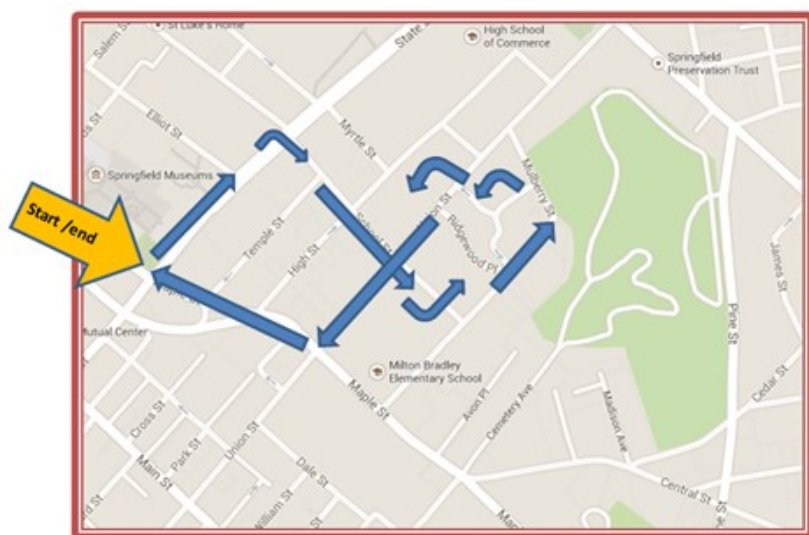 St Luke's Home
Salem St
State
High School
of Commerce
Springfield
Preservation Trust
Elliot St
Myrtle St
Springfield Museums
Mulberry St
Start /end
Temple St
School St
Ridgewood Pl
High St
James St
Mutual Center
Pine St
Milton Bradley
Elementary School
Maple St
Avon Pl
Cemetery Ave
Cedar St
Madison Ave
Cross St
Park St
Union St
Main St
Dale St
Central St
William St